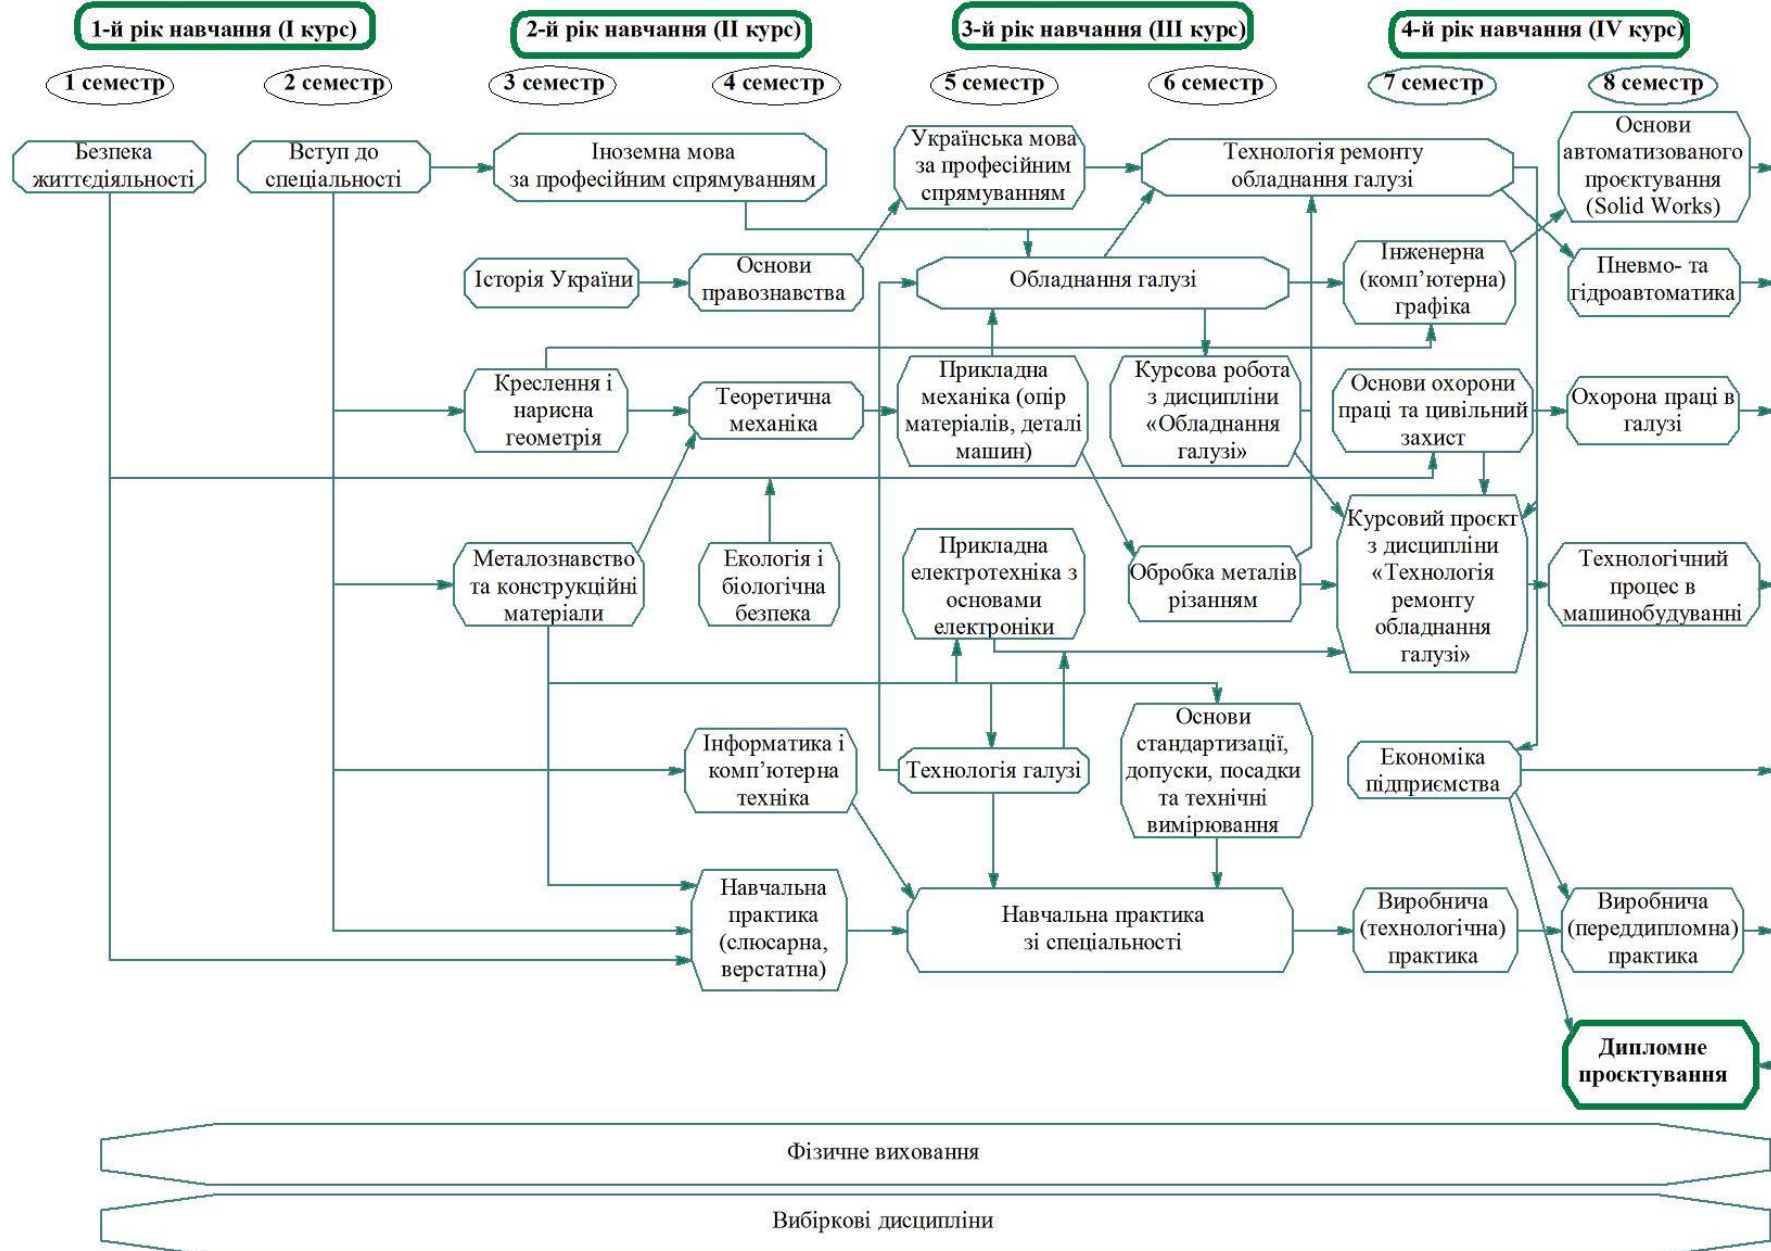 1-й рік навчання (І курс)
2-й рік навчання (ІІ курс)
3-й рік навчання (ІІІ курс)
4-й рік навчання (IV курс)
1 семестр
2 семестр
3 семестр
4 семестр
5 семестр
6 семестр
7 семестр
8 семестр
Безпека
життєдіяльності
Вступ до
спеціальності
Іноземна мова
за професійним спрямуванням
Українська мова
за професійним
спрямуванням
Технологія ремонту
обладнання галузі
Основи
автоматизованого
проєктування
(Solid Works)
Історія України
Основи
правознавства
Обладнання галузі
Інженерна
(комп’ютерна)
графіка
Пневмо- та
гідроавтоматика
Креслення і
нарисна
геометрія
Теоретична
механіка
Прикладна
механіка (опір
матеріалів, деталі
машин)
Курсова робота
з дисципліни
«Обладнання
галузі»
Основи охорони
праці та цивільний
захист
Охорона праці в
галузі
Металознавство
та конструкційні
матеріали
Екологія і
біологічна
безпека
Прикладна
електротехніка з
основами
електроніки
Обробка металів
різанням
Курсовий проєкт
з дисципліни
«Технологія
ремонту
обладнання
галузі»
Технологічний
процес в
машинобудуванні
Інформатика і
комп’ютерна
техніка
Технологія галузі
Основи
стандартизації,
допуски, посадки
та технічні
вимірювання
Економіка
підприємства
Навчальна
практика
(слюсарна,
верстатна)
Навчальна практика
зі спеціальності
Виробнича
(технологічна)
практика
Виробнича
(переддипломна)
практика
Дипломне
проєктування
Фізичне виховання
Вибіркові дисципліни